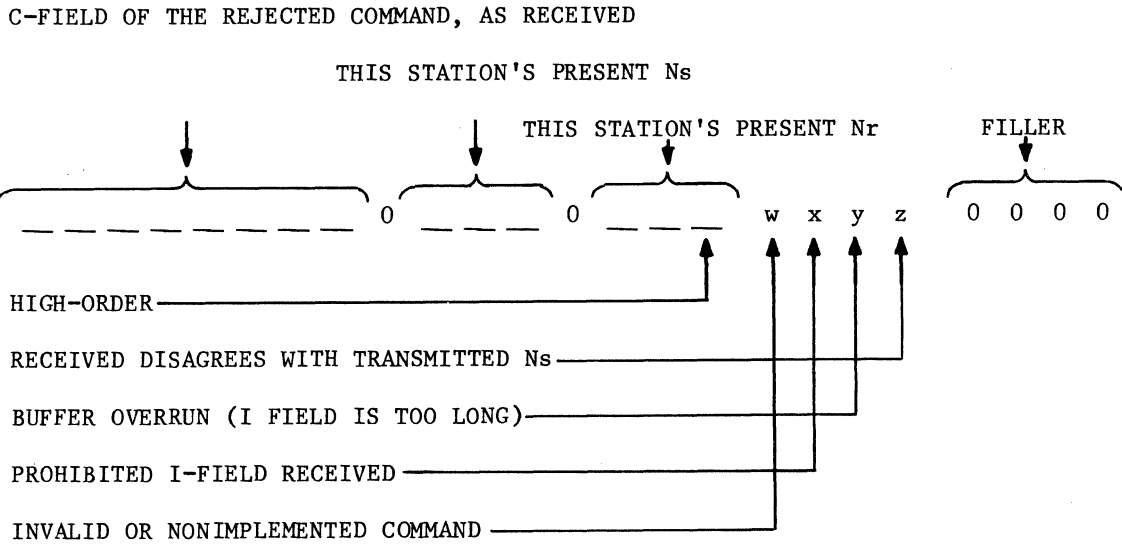 C-FIELD OF THE REJECTED COMMAND, AS RECEIVED
THIS STATION'S PRESENT Ns
THIS STATION'S PRESENT Nr FILLER
0 0 w x y z 0 0 0 0
HIGH-ORDER
RECEIVED DISAGREES WITH TRANSMITTED Ns
BUFFER OVERRUN (I FIELD IS TOO LONG)
PROHIBITED I-FIELD RECEIVED
INVALID OR NONIMPLEMENTED COMMAND